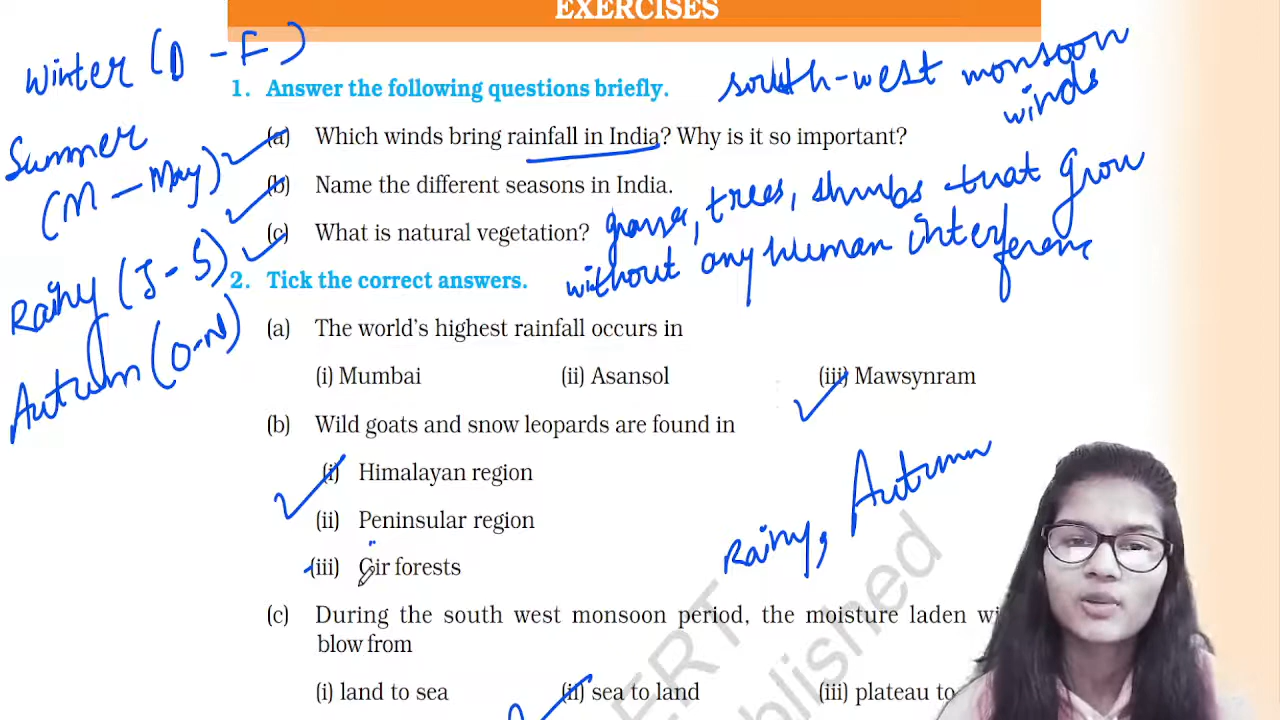 EXERCISES
Winter (D - F)
Summer
(M - May)
Rainy (J - S)
Autumn (O-N)
1. Answer the following questions briefly.
south-west monsoon
winds
(a) Which winds bring rainfall in India? Why is it so important?
(b) Name the different seasons in India.
(c) What is natural vegetation?
trees, shrubs that grow
without any human interference
2. Tick the correct answers.
(a) The world's highest rainfall occurs in
(i) Mumbai (ii) Asansol (iii) Mawsynram
(b) Wild goats and snow leopards are found in
(i) Himalayan region
(ii) Peninsular region
(iii) Gir forests
Rainy, Autumn
(c) During the south west monsoon period, the moisture laden
blow from
(i) land to sea (ii) sea to land (iii) plateau to